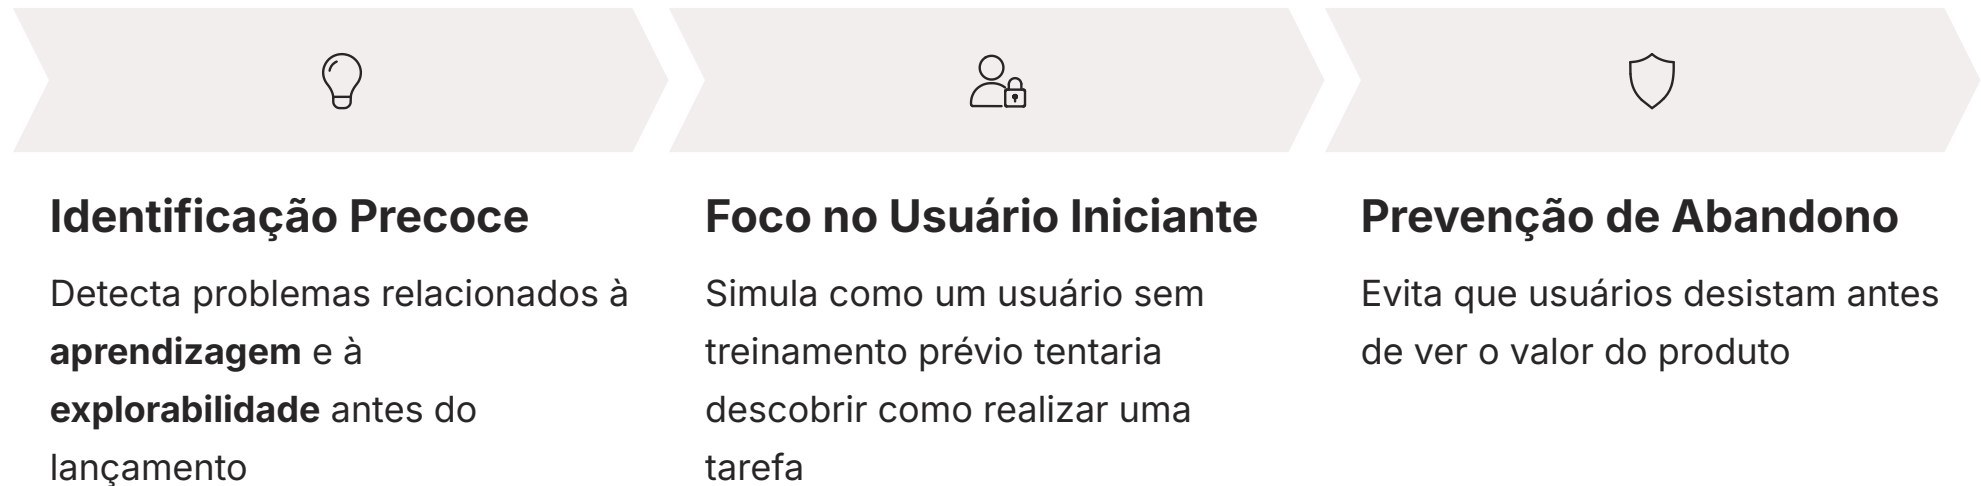 Identificação Precoce
Detecta problemas relacionados à
aprendizagem e à
explorabilidade antes do
lançamento
Foco no Usuário Iniciante
Simula como um usuário sem
treinamento prévio tentaria
descobrir como realizar uma
tarefa
Prevenção de Abandono
Evita que usuários desistam antes
de ver o valor do produto